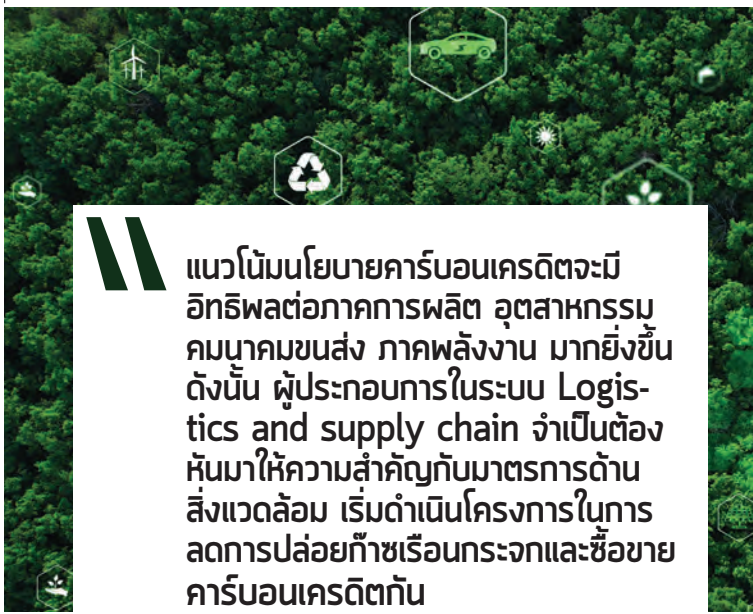 แนวโน้มนโยบายคาร์บอนเครดิตจะมี
อิทธิพลต่อภาคการผลิต อุตสาหกรรม
คมนาคมขนส่ง ภาคพลังงาน มากยิ่งขึ้น
ดังนั้น ผู้ประกอบการในระบบ Logis-
tics and supply chain จำเป็นต้อง
หันมาให้ความสำคัญกับมาตรการด้าน
สิ่งแวดล้อม เริ่มดำเนินโครงการในการ
ลดการปล่อยก๊าซเรือนกระจกและซื้อขาย
คาร์บอนเครดิตกัน